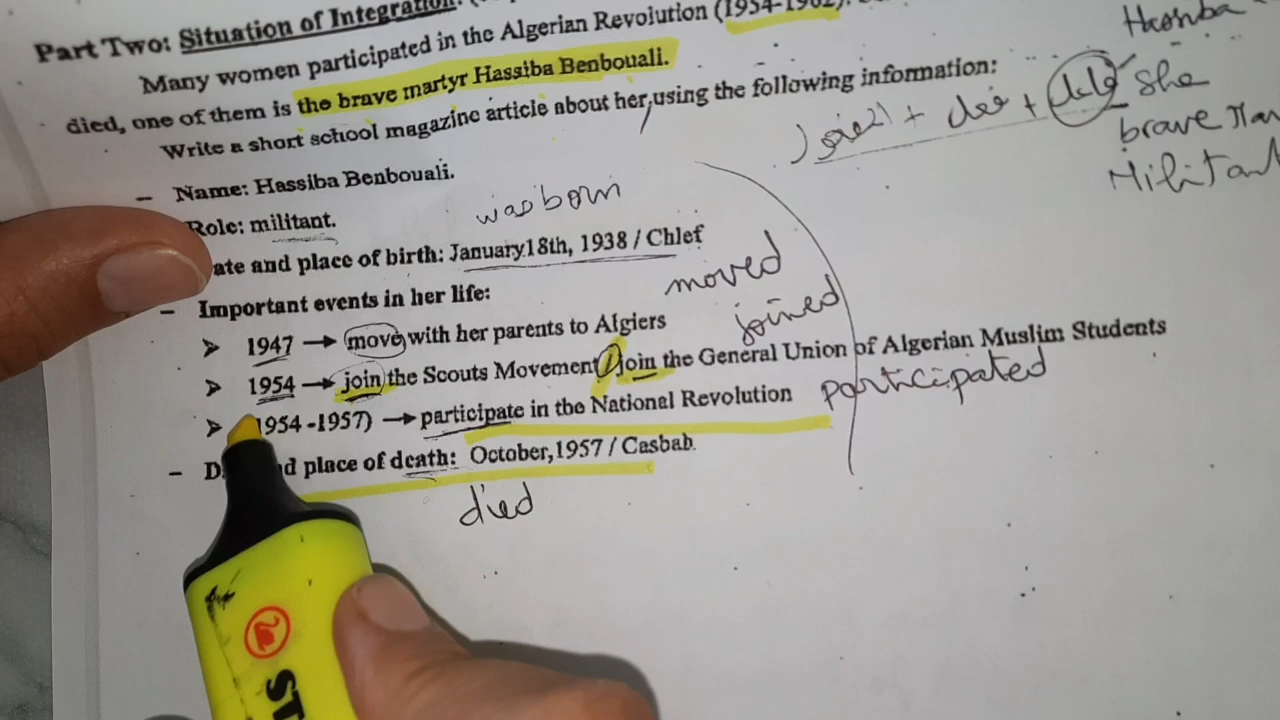 Part Two: Situation of Integration.
Many women participated in the Algerian Revolution (1954-1962).
died, one of them is the brave martyr Hassiba Benbouali.
Write a short school magazine article about her, using the following information:
- Name: Hassiba Benbouali.
Role: militant.
was born
ate and place of birth: January 18th, 1938 / Chlef
- Important events in her life:
moved
➤ 1947 → move with her parents to Algiers
joined
➤ 1954 → join the Scouts Movement / join the General Union of Algerian Muslim Students
➤ 1954 -1957) → participate in the National Revolution
participated
- D nd place of death: October,1957 / Casbah.
died
She
brave
Militant
ST